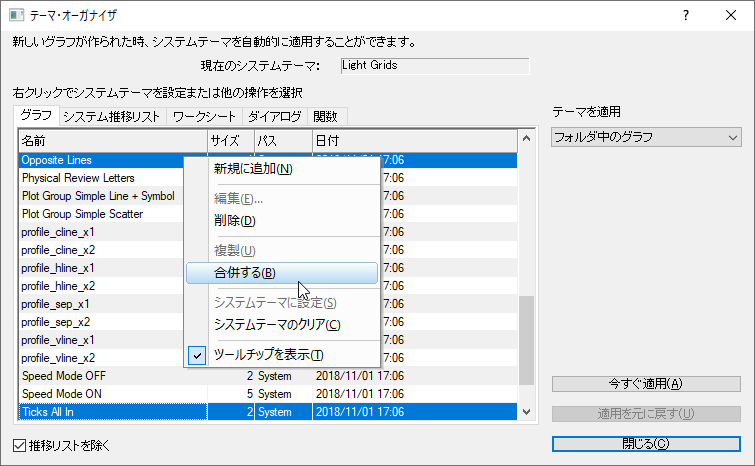 テーマ・オーガナイザ
新しいグラフが作られた時、システムテーマを自動的に適用することができます。
現在のシステムテーマ: Light Grids
右クリックでシステムテーマを設定または他の操作を選択
グラフ システム推移リスト ワークシート ダイアログ 関数
テーマを適用
フォルダ中のグラフ
名前 サイズ パス 日付
Opposite Lines 17:06
Physical Review Letters 17:06
Plot Group Simple Line + Symbol 17:06
Plot Group Simple Scatter 17:06
profile_cline_x1 17:06
profile_cline_x2 17:06
profile_hline_x1 17:06
profile_hline_x2 17:06
profile_sep_x1 17:06
profile_sep_x2 17:06
profile_vline_x1 17:06
profile_vline_x2 17:06
Speed Mode OFF 2 System 2018/11/01 17:06
Speed Mode ON 5 System 2018/11/01 17:06
Ticks All In 2 System 2018/11/01 17:06
新規に追加(N)
編集(E)...
削除(D)
複製(U)
合併する(B)
システムテーマに設定(S)
システムテーマのクリア(C)
ツールチップを表示(T)
推移リストを除く
今すぐ適用(A)
適用を元に戻す(U)
閉じる(C)